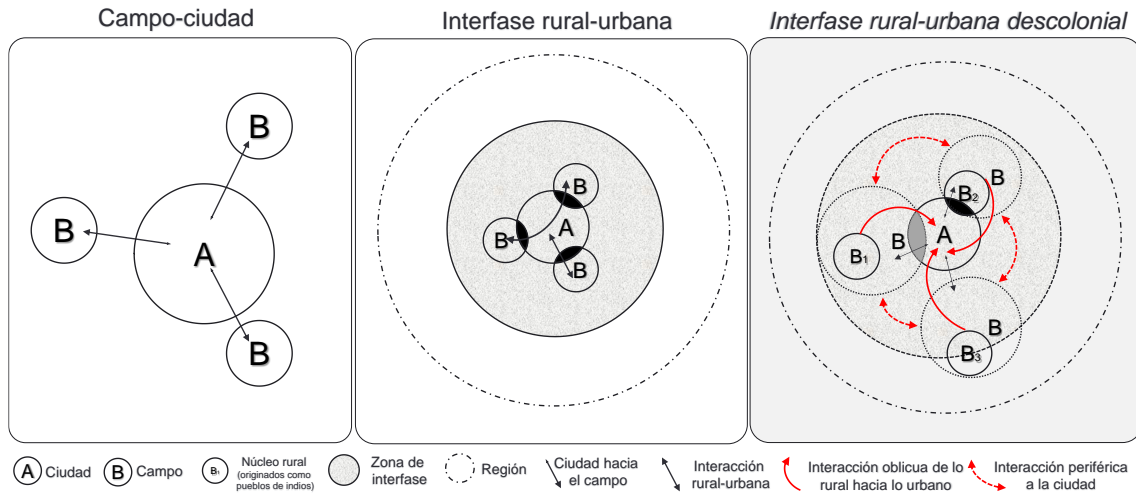 Campo-ciudad
Interfase rural-urbana
Interfase rural-urbana descolonial
B
B
A
B
B
A
B
B
B
B2
B
A
B1
B
B3
A Ciudad
B Campo
B1 Núcleo rural
(originados como
pueblos de indios)
Zona de
interfase
Región
Ciudad hacia
el campo
Interacción
rural-urbana
Interacción oblicua de lo
rural hacia lo urbano
Interacción periférica
a la ciudad